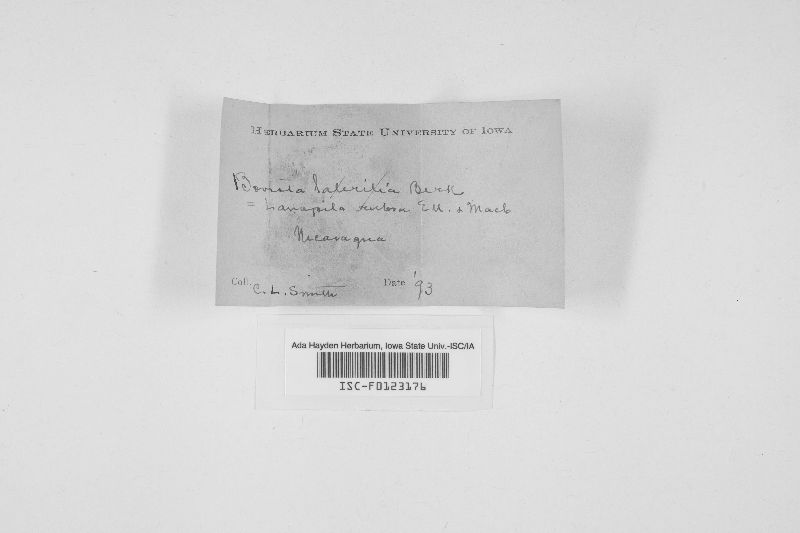 HERBARIUM STATE UNIVERSITY OF IOWA
Bovista lateritia Berk
= Lanopila rubra Ell. & Macb
Nicaragua
Coll. C. L. Smith Date '93
Ada Hayden Herbarium, Iowa State Univ.-ISC/IA
ISC-F0123176